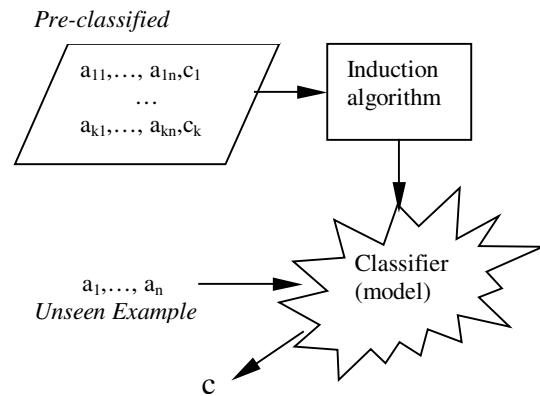 Pre-classified
a₁₁,…, a₁ₙ,c₁
…
aₖ₁,…, aₖₙ,cₖ
Induction
algorithm
Classifier
(model)
a₁,…, aₙ
Unseen Example
c